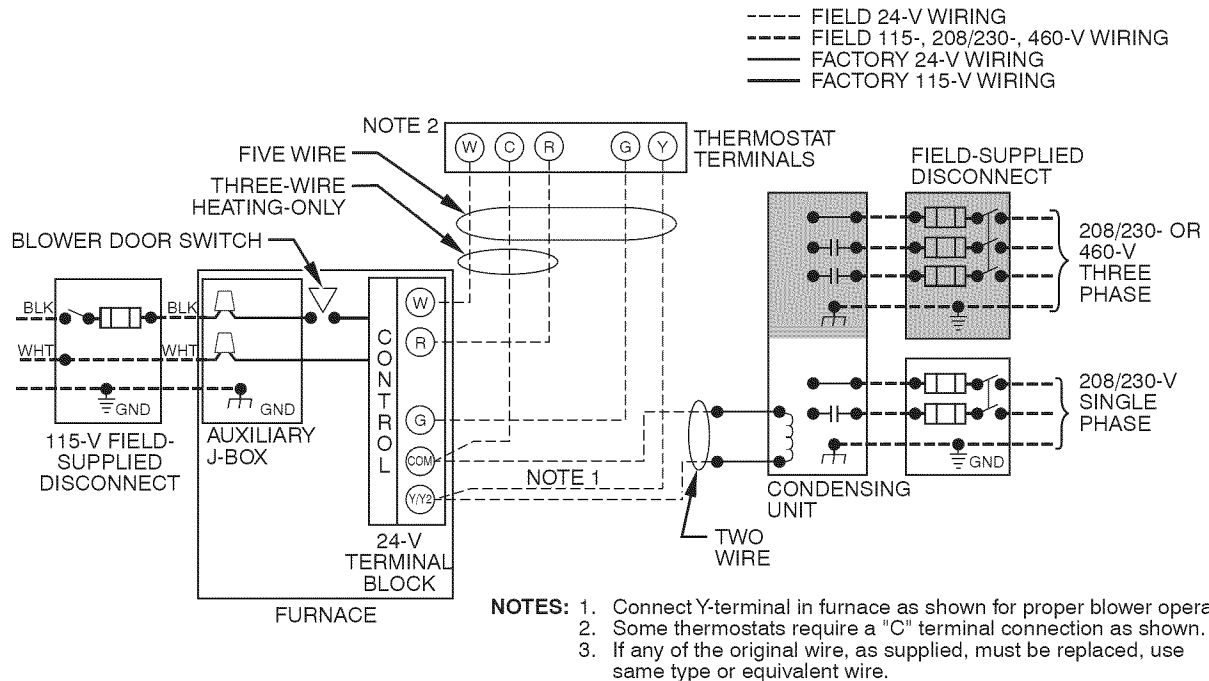 FIELD 24-V WIRING
FIELD 115-, 208/230-, 460-V WIRING
FACTORY 24-V WIRING
FACTORY 115-V WIRING
NOTE 2
W
C
R
G
Y
THERMOSTAT
TERMINALS
FIVE WIRE
THREE-WIRE
HEATING-ONLY
BLOWER DOOR SWITCH
FIELD-SUPPLIED
DISCONNECT
208/230- OR
460-V
THREE
PHASE
BLK
BLK
WHT
WHT
GND
GND
115-V FIELD-
SUPPLIED
DISCONNECT
AUXILIARY
J-BOX
CONTROL
W
R
G
COM
Y/Y2
24-V
TERMINAL
BLOCK
FURNACE
NOTE 1
TWO
WIRE
CONDENSING
UNIT
GND
208/230-V
SINGLE
PHASE
NOTES: 1. Connect Y-terminal in furnace as shown for proper blower opera
2. Some thermostats require a "C" terminal connection as shown.
3. If any of the original wire, as supplied, must be replaced, use
same type or equivalent wire.